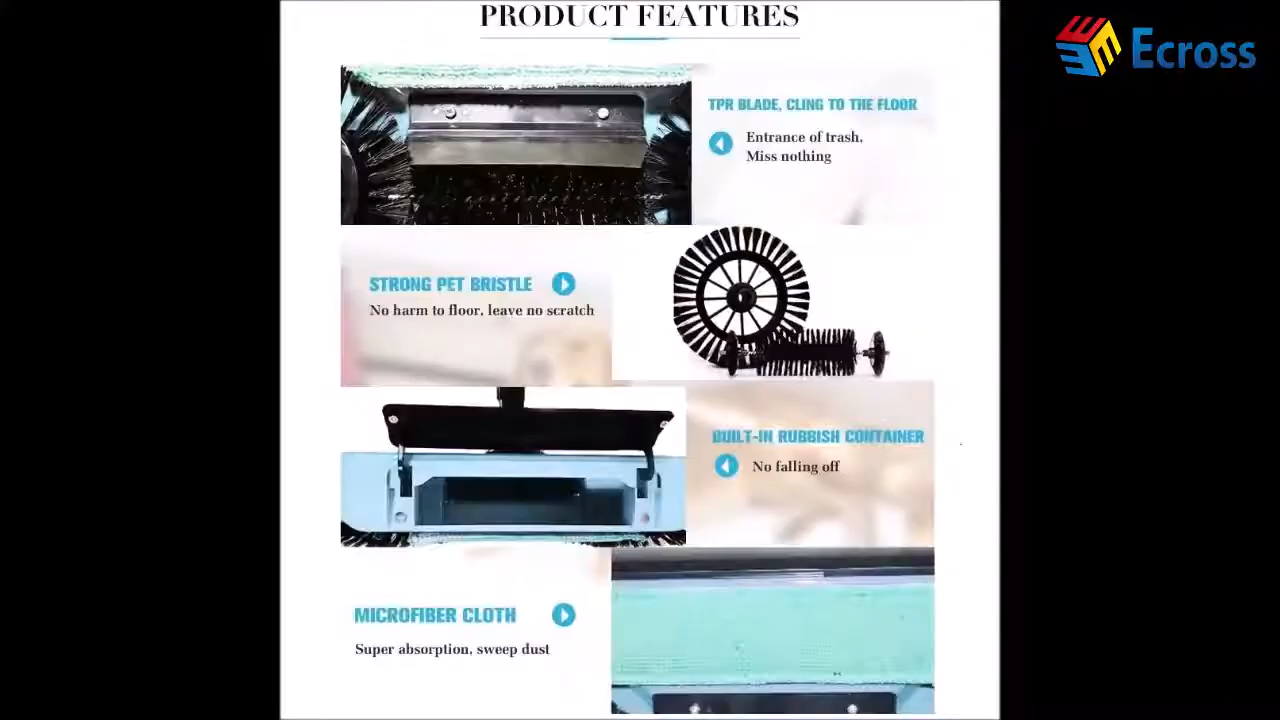 PRODUCT FEATURES
Ecross
TPR BLADE, CLING TO THE FLOOR
Entrance of trash,
Miss nothing
STRONG PET BRISTLE
No harm to floor, leave no scratch
BUILT-IN RUBBISH CONTAINER
No falling off
MICROFIBER CLOTH
Super absorption, sweep dust